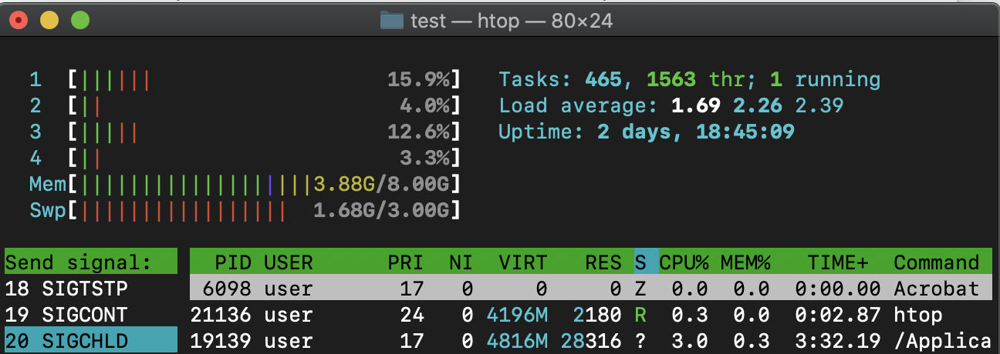 test — htop — 80×24
1 [||||||15.9%] Tasks: 465, 1563 thr; 1 running
2 [||4.0%] Load average: 1.69 2.26 2.39
3 [|||||12.6%] Uptime: 2 days, 18:45:09
4 [||3.3%]
Mem[|||||||||||||||||||3.88G/8.00G]
Swp[|||||||||||||||||1.68G/3.00G]
Send signal: PID USER PRI NI VIRT RES S CPU% MEM% TIME+ Command
18 SIGTSTP 6098 user 17 0 0 0 Z 0.0 0.0 0:00.00 Acrobat
19 SIGCONT 21136 user 24 0 4196M 2180 R 0.3 0.0 0:02.87 htop
20 SIGCHLD 19139 user 17 0 4816M 28316 ? 3.0 0.3 3:32.19 /Applica